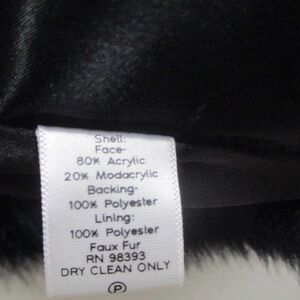 Shell:
Face-
80% Acrylic
20% Modacrylic
Backing-
100% Polyester
Lining:
100% Polyester
Faux Fur
RN 98393
DRY CLEAN ONLY
P